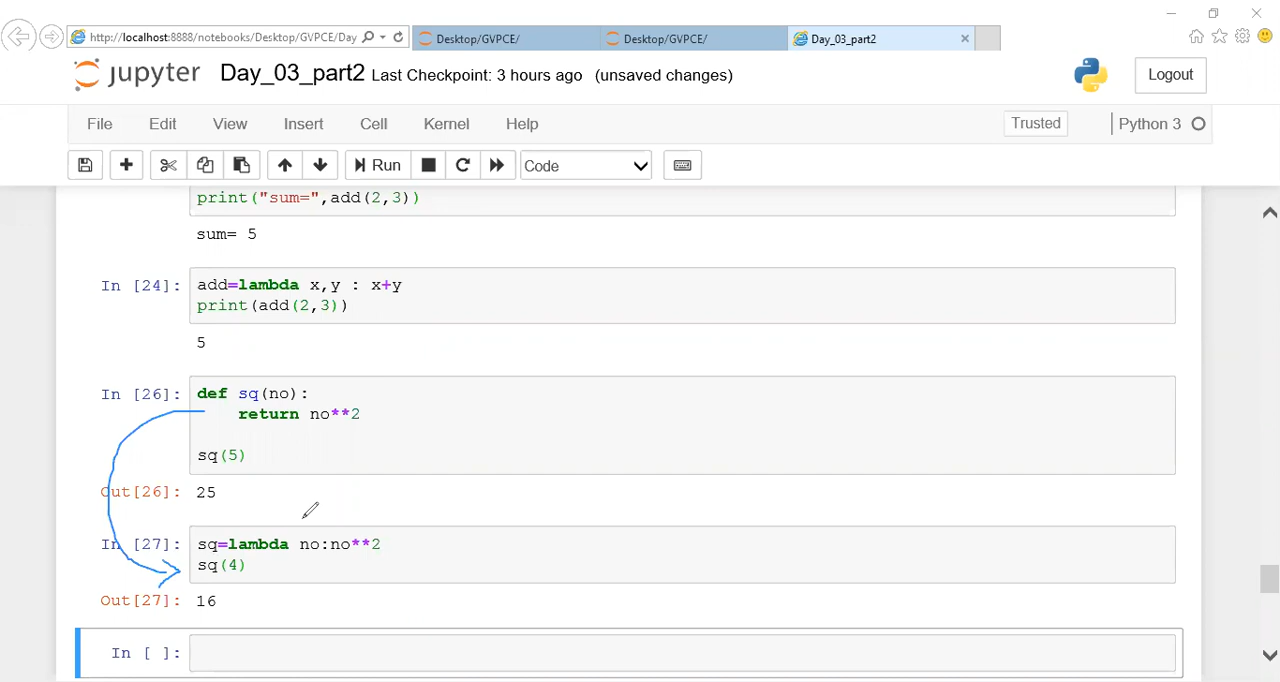 http://localhost:8888/notebooks/Desktop/GVPCE/Day
Desktop/GVPCE/
Desktop/GVPCE/
Day_03_part2
jupyter Day_03_part2 Last Checkpoint: 3 hours ago (unsaved changes)
Logout
File Edit View Insert Cell Kernel Help
Trusted
Python 3
Run
Code
print("sum=",add(2,3))
sum= 5
In [24]: add=lambda x,y : x+y
print(add(2,3))
5
In [26]: def sq(no):
return no**2
sq(5)
Out[26]: 25
In [27]: sq=lambda no:no**2
sq(4)
Out[27]: 16
In [ ]: